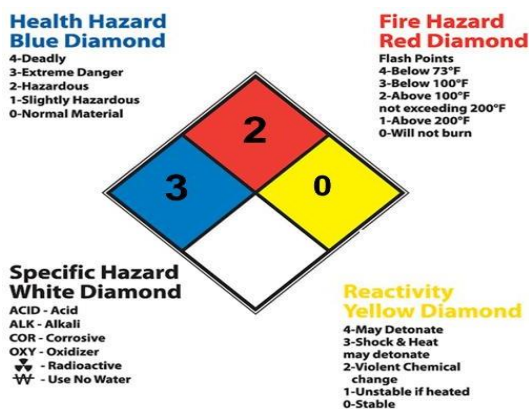 Health Hazard
Blue Diamond
4-Deadly
3-Extreme Danger
2-Hazardous
1-Slightly Hazardous
0-Normal Material
Fire Hazard
Red Diamond
Flash Points
4-Below 73°F
3-Below 100°F
2-Above 100°F
not exceeding 200°F
1-Above 200°F
0-Will not burn
2
3
0
Specific Hazard
White Diamond
ACID - Acid
ALK - Alkali
COR - Corrosive
OXY - Oxidizer
- Radioactive
W - Use No Water
Reactivity
Yellow Diamond
4-May Detonate
3-Shock & Heat
may detonate
2-Violent Chemical
change
1-Unstable if heated
0-Stable